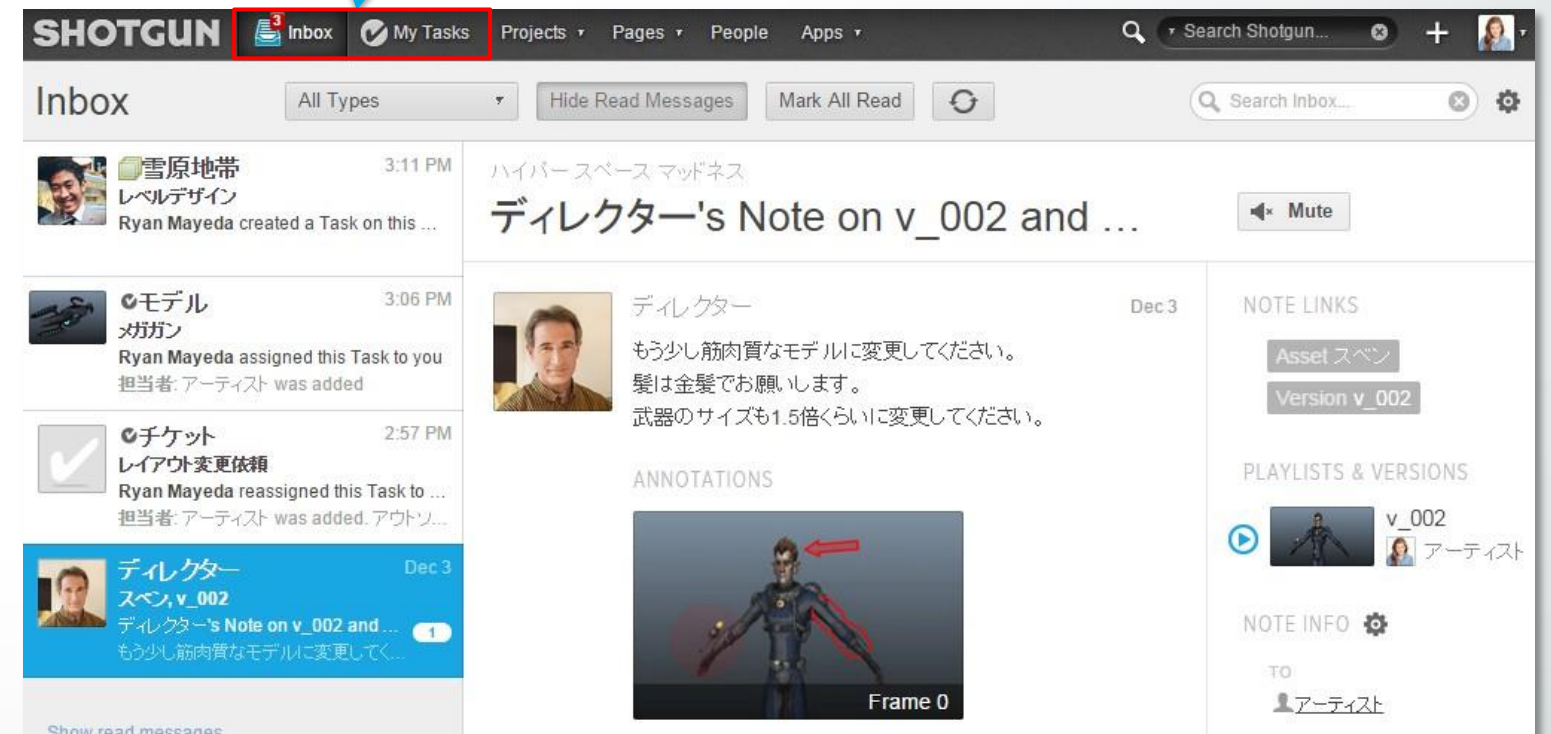 SHOTGUN 3 Inbox My Tasks Projects Pages People Apps Search Shotgun...
Inbox All Types Hide Read Messages Mark All Read Search Inbox...
雪原地帯 3:11 PM
レベルデザイン
Ryan Mayeda created a Task on this ...
モデル 3:06 PM
メガガン
Ryan Mayeda assigned this Task to you
担当者: アーティスト was added
チケット 2:57 PM
レイアウト変更依頼
Ryan Mayeda reassigned this Task to ...
担当者: アーティスト was added. アウトソ...
ディレクター Dec 3
スベン, v_002
ディレクター's Note on v_002 and ... 1
もう少し筋肉質なモデルに変更してく...
Show read messages
ハイパー スペース マッドネス
ディレクター's Note on v_002 and ...
Mute
ディレクター Dec 3
もう少し筋肉質なモデルに変更してください。
髪は金髪でお願いします。
武器のサイズも1.5倍くらいに変更してください。
ANNOTATIONS
Frame 0
NOTE LINKS
Asset スベン
Version v_002
PLAYLISTS & VERSIONS
v_002
アーティスト
NOTE INFO
TO
アーティスト